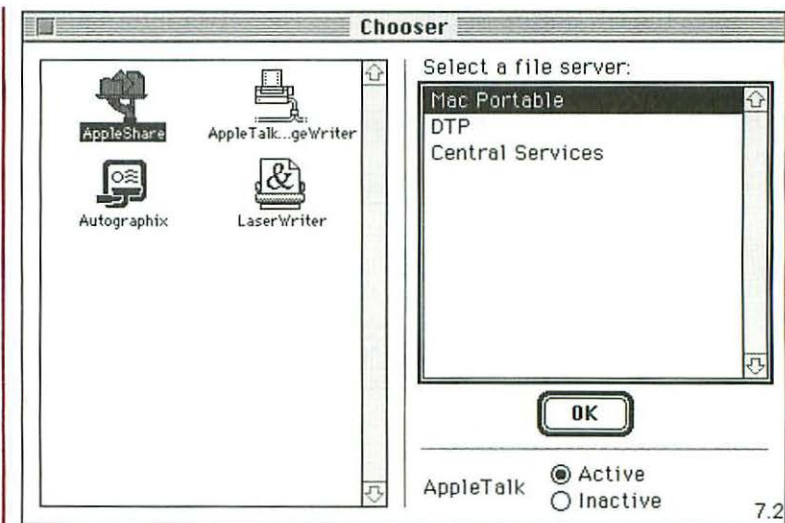 Chooser
AppleShare
AppleTalk...geWriter
Autographix
&
LaserWriter
Select a file server:
Mac Portable
DTP
Central Services
OK
AppleTalk
Active
Inactive
7.2